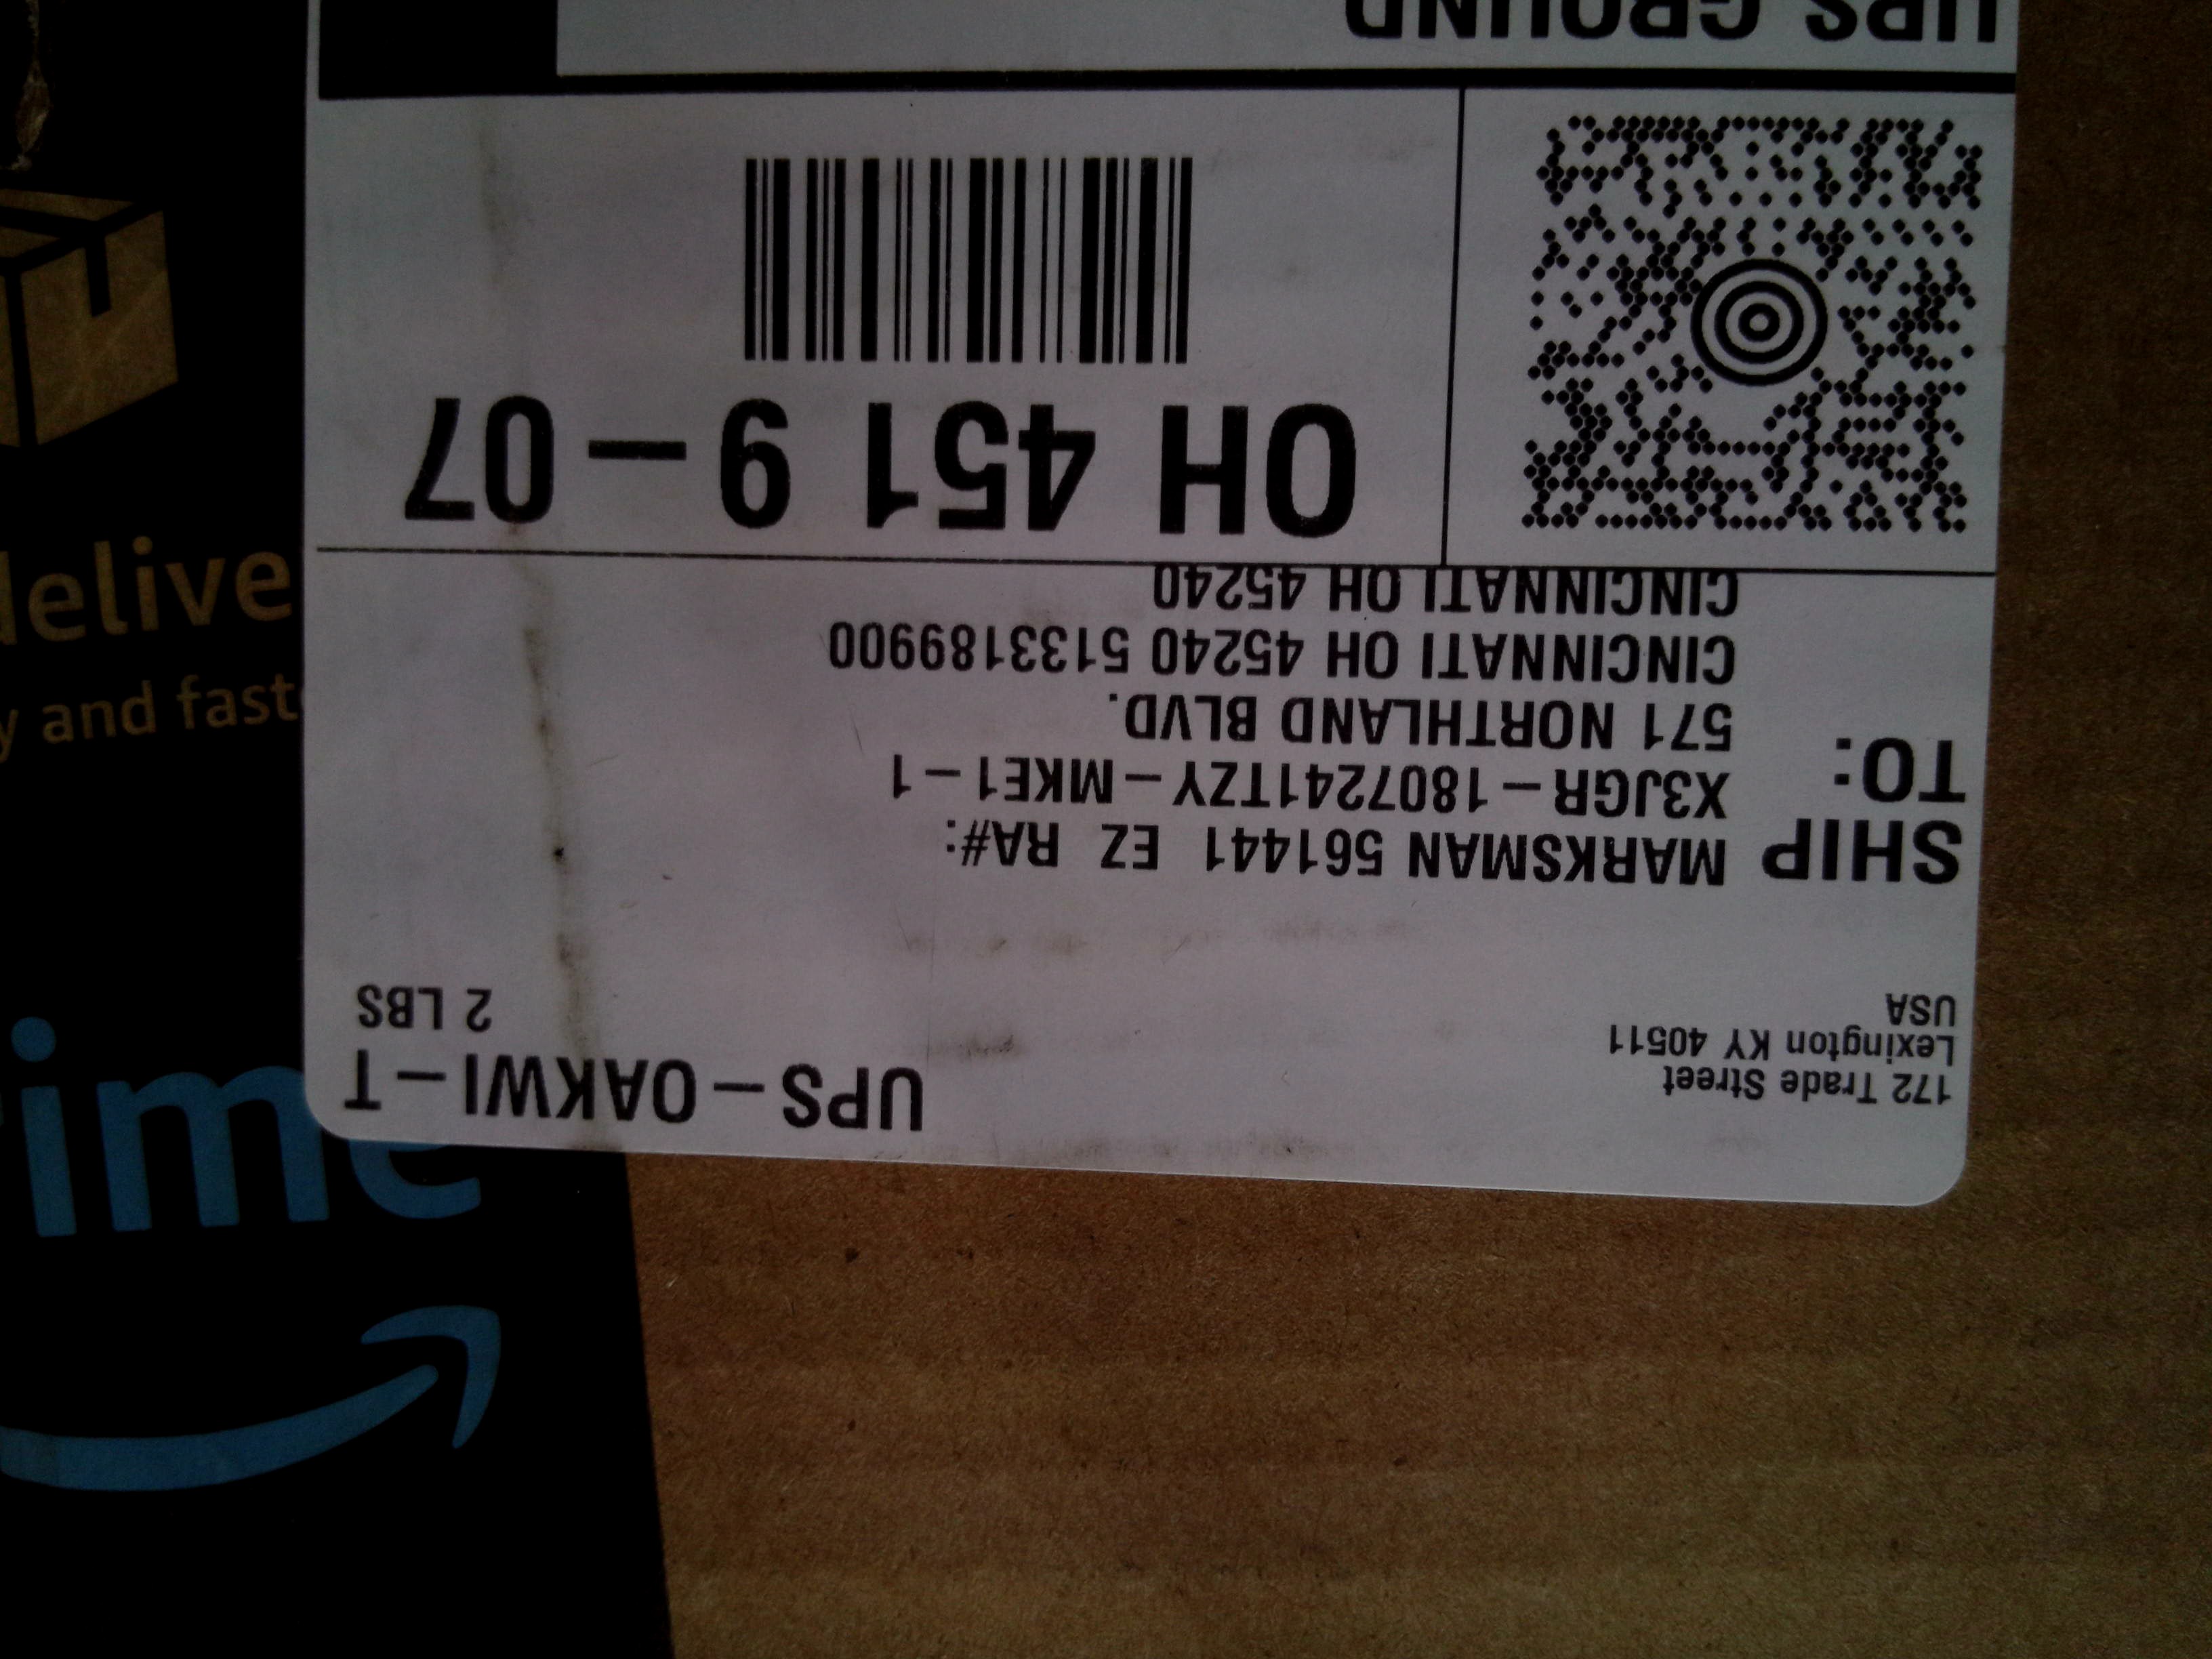 172 Trade Street
Lexington KY 40511
USA
UPS-OAKWI-T
2 LBS
SHIP
TO:
MARKSMAN 561441 EZ RA#:
X3JGR-1807241TZY-MKE1-1
571 NORTHLAND BLVD.
CINCINNATI OH 45240 5133189900
CINCINNATI OH 45240
OH 451 9-07
UPS GROUND
delive
y and fast
ime